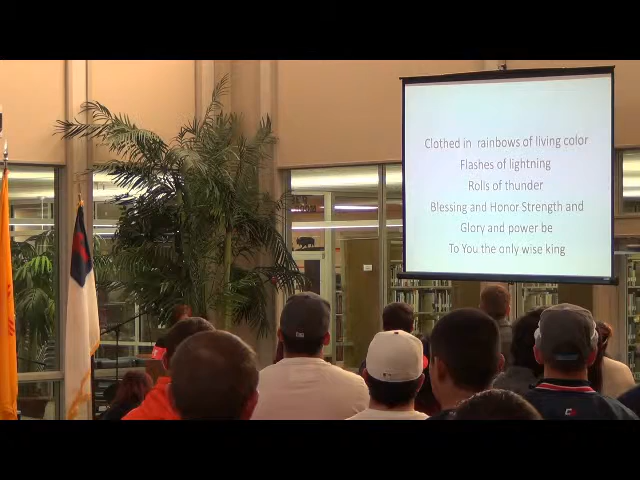 Clothed in rainbows of living color
Flashes of lightning
Rolls of thunder
Blessing and Honor Strength and
Glory and power be
To You the only wise king